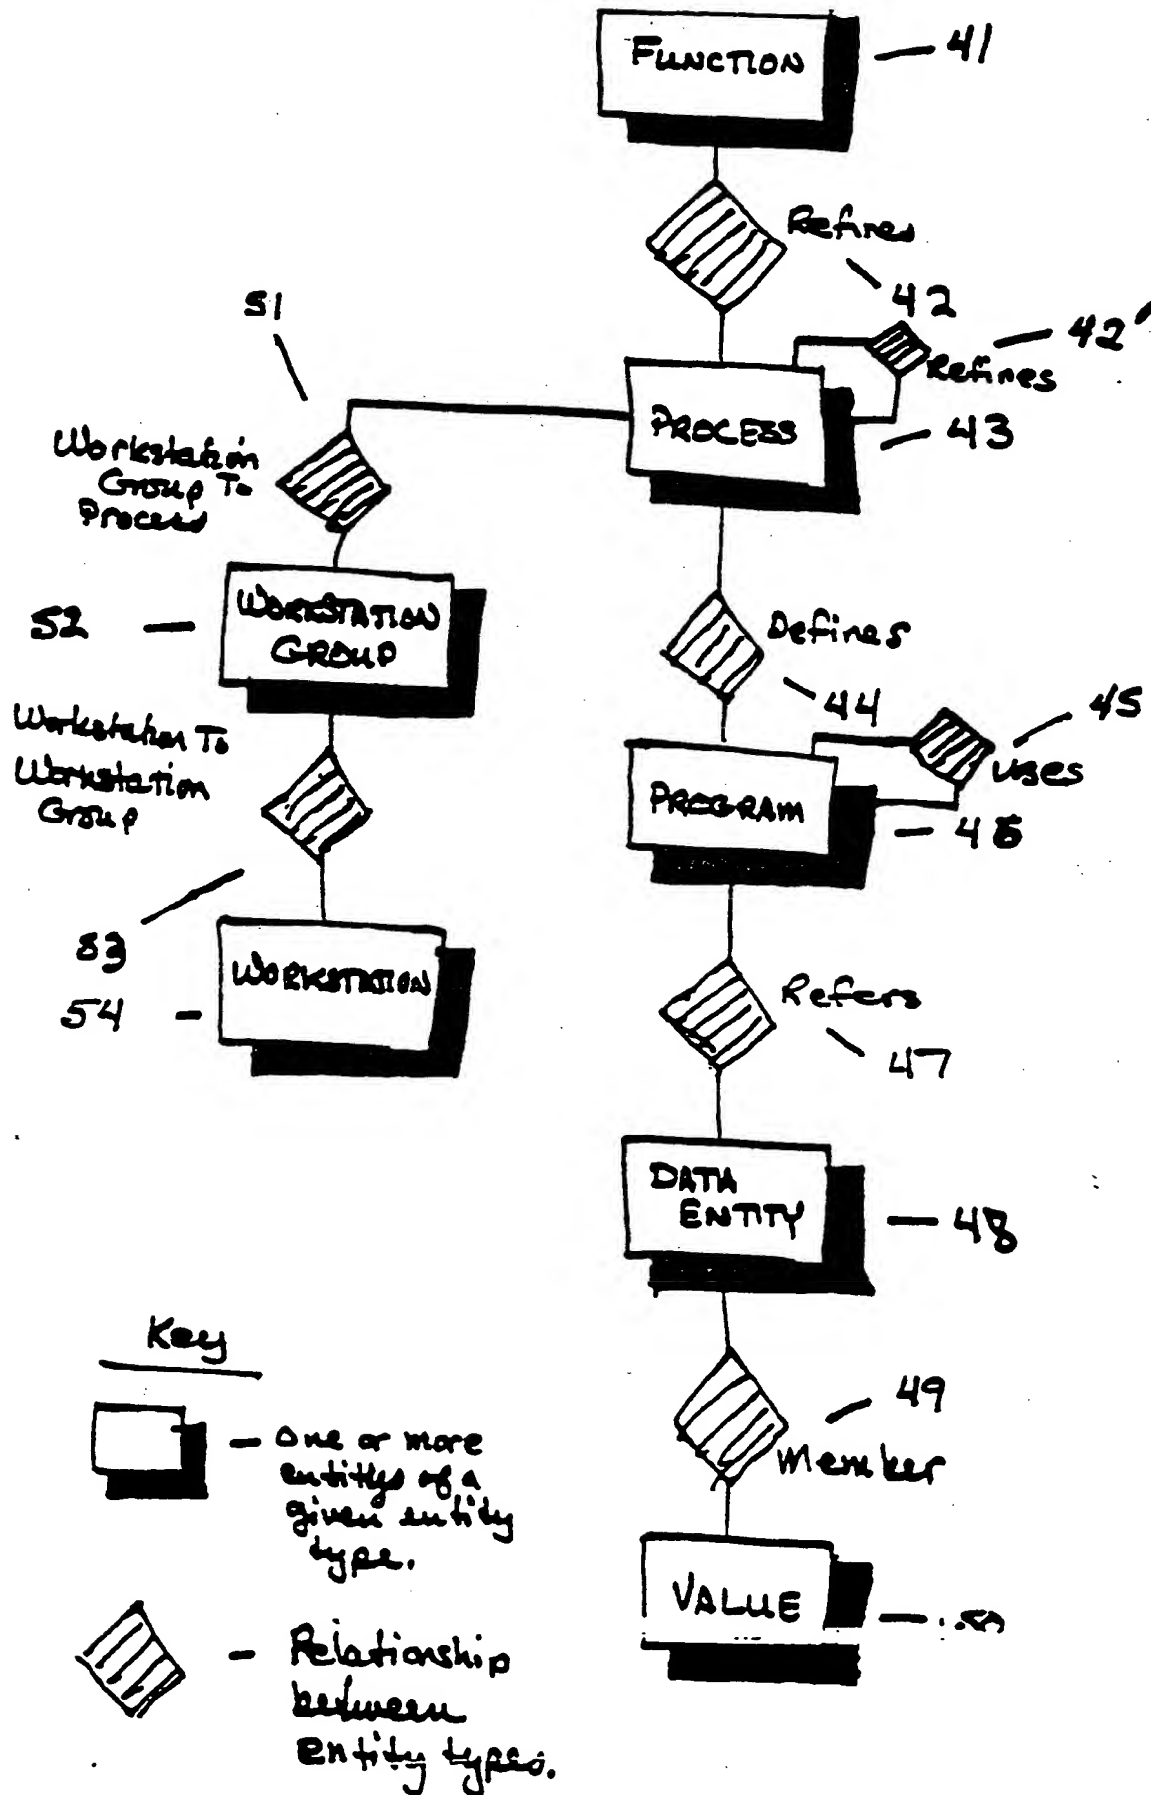 FUNCTION
41
Refines
42
51
42'
Refines
PROCESS
43
Workstation
Group To
Process
52
WORKSTATION
GROUP
Defines
44
45
Uses
Workstation To
Workstation
Group
PROGRAM
46
53
WORKSTATION
54
Refers
47
DATA
ENTITY
48
Key
One or more
entitys of a
given entity
type.
49
Member
VALUE
Relationship
between
entity types.